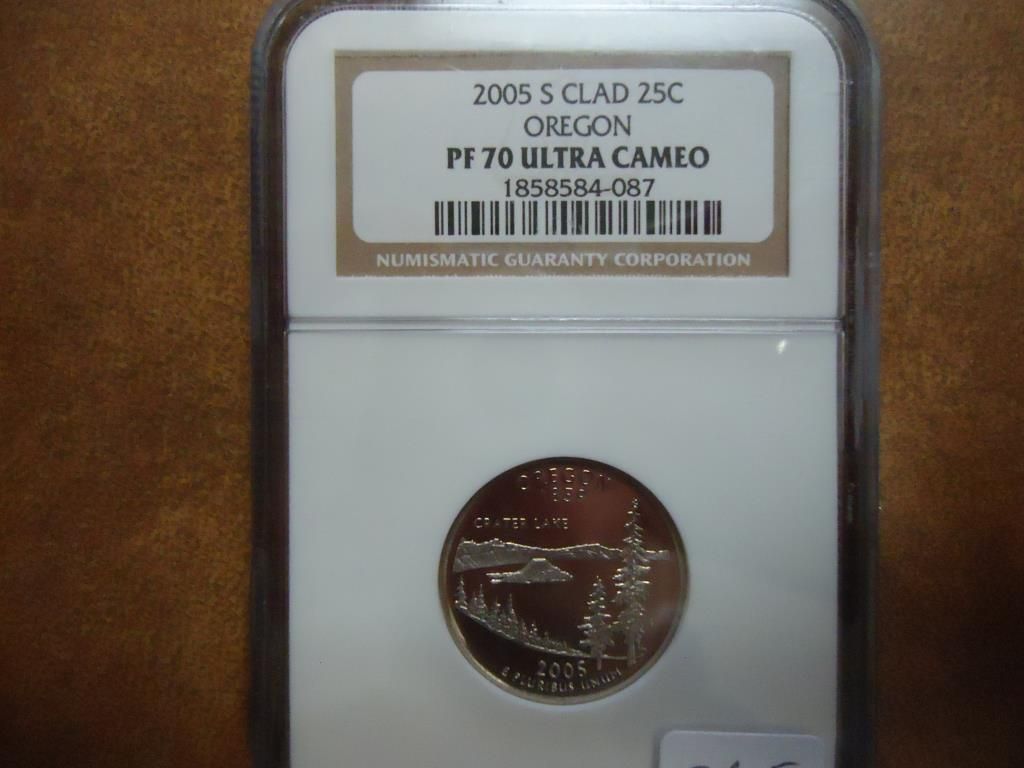 2005 S CLAD 25C
OREGON
PF 70 ULTRA CAMEO
1858584-087
NUMISMATIC GUARANTY CORPORATION
OREGON
1859
CRATER LAKE
2005
E PLURIBUS UNUM